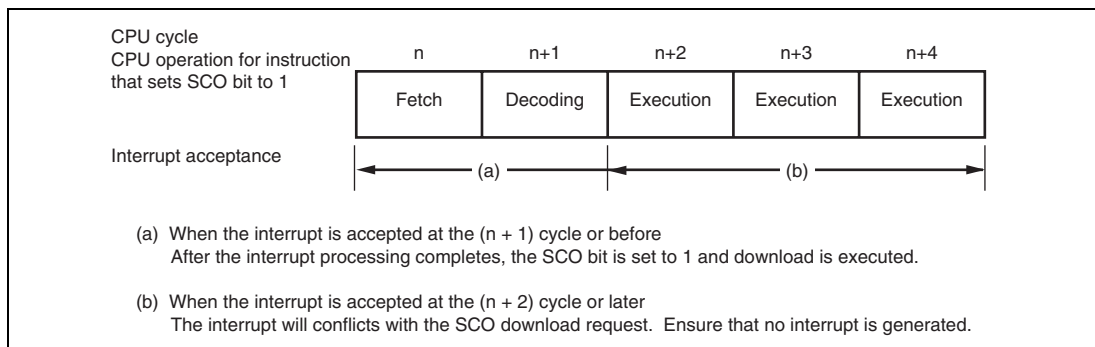 CPU cycle
CPU operation for instruction
that sets SCO bit to 1
n n+1 n+2 n+3 n+4
Fetch Decoding Execution Execution Execution
Interrupt acceptance
(a) (b)
(a) When the interrupt is accepted at the (n + 1) cycle or before
After the interrupt processing completes, the SCO bit is set to 1 and download is executed.
(b) When the interrupt is accepted at the (n + 2) cycle or later
The interrupt will conflicts with the SCO download request. Ensure that no interrupt is generated.